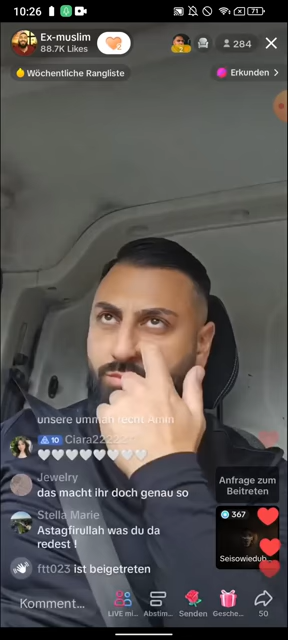 10:26
71
Ex-muslim
88.7K Likes
284
Wöchentliche Rangliste
Erkunden >
unsere umman recht Amin
10 Ciara22222
Jewelry
das macht ihr doch genau so
Stella Marie
Astagfirullah was du da
redest !
ftt023 ist beigetreten
Anfrage zum
Beitreten
367
Seisowiedub...
Komment...
LIVE mi...
Abstim...
Senden
Gesche...
50